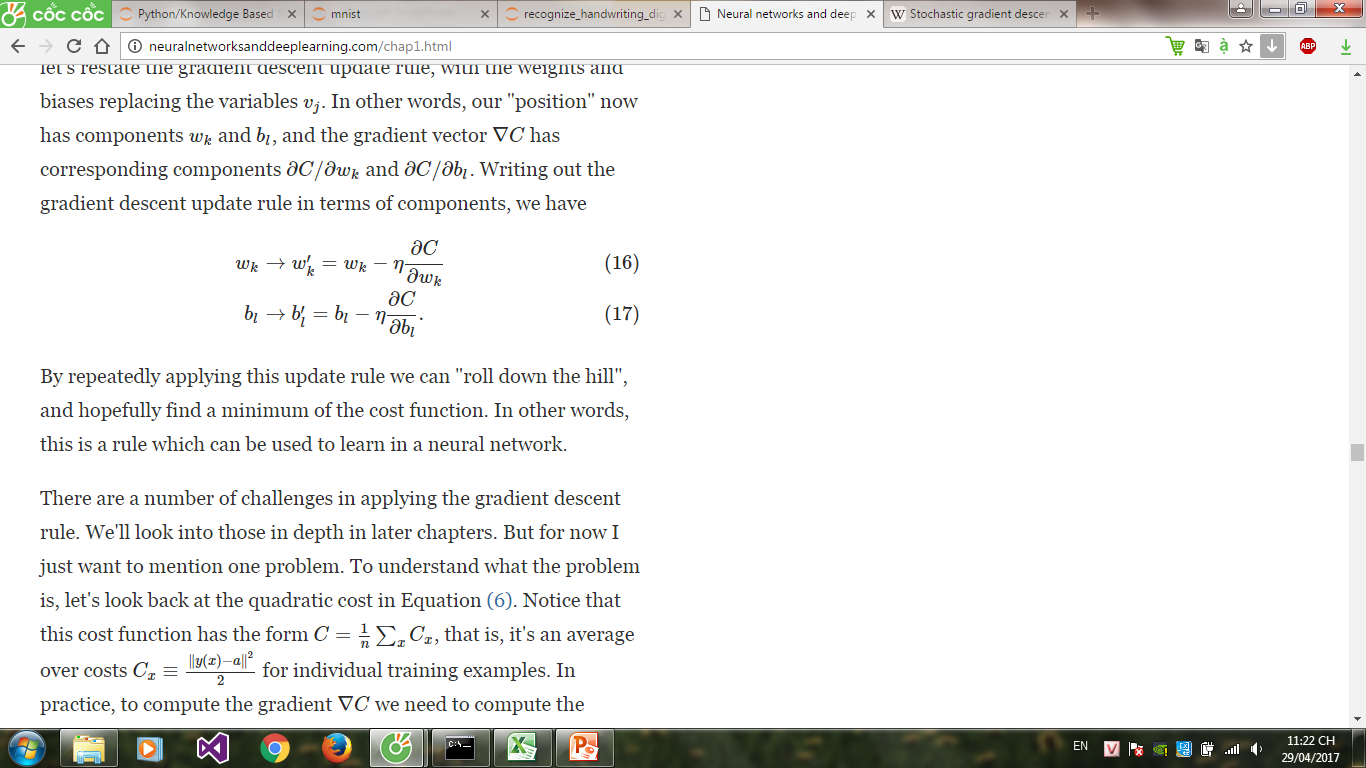 cốc cốc
Python/Knowledge Based
mnist
recognize_handwriting_dig
Neural networks and deep
Stochastic gradient descen
neuralnetworksanddeeplearning.com/chap1.html
ABP
let's restate the gradient descent update rule, with the weights and
biases replacing the variables v_j. In other words, our "position" now
has components w_k and b_l, and the gradient vector ∇C has
corresponding components ∂C/∂w_k and ∂C/∂b_l. Writing out the
gradient descent update rule in terms of components, we have
w_k → w'_k = w_k − η ∂C/∂w_k (16)
b_l → b'_l = b_l − η ∂C/∂b_l. (17)
By repeatedly applying this update rule we can "roll down the hill",
and hopefully find a minimum of the cost function. In other words,
this is a rule which can be used to learn in a neural network.
There are a number of challenges in applying the gradient descent
rule. We'll look into those in depth in later chapters. But for now I
just want to mention one problem. To understand what the problem
is, let's look back at the quadratic cost in Equation (6). Notice that
this cost function has the form C = 1/n ∑_x C_x, that is, it's an average
over costs C_x ≡ ‖y(x)−a‖²/2 for individual training examples. In
practice, to compute the gradient ∇C we need to compute the
EN
11:22 CH
29/04/2017